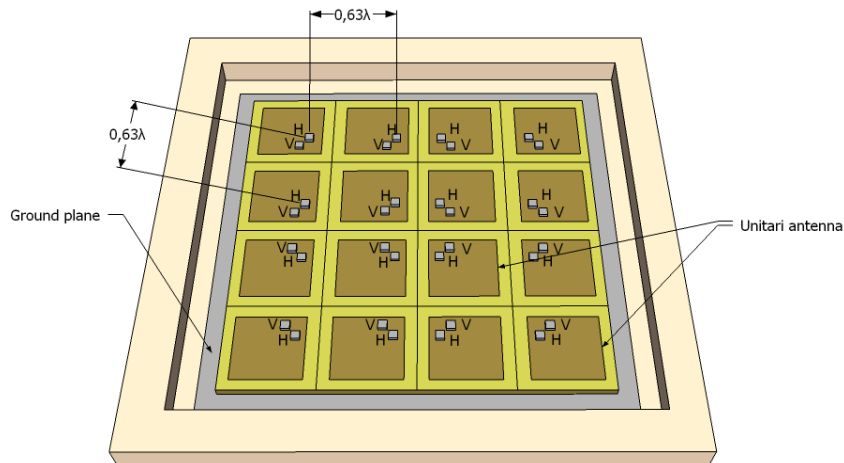 0,63λ
0,63λ
H H H H
V V V V
H H H H
V V V V
V V V V
H H H H
V V V V
H H H H
Ground plane
Unitari antenna